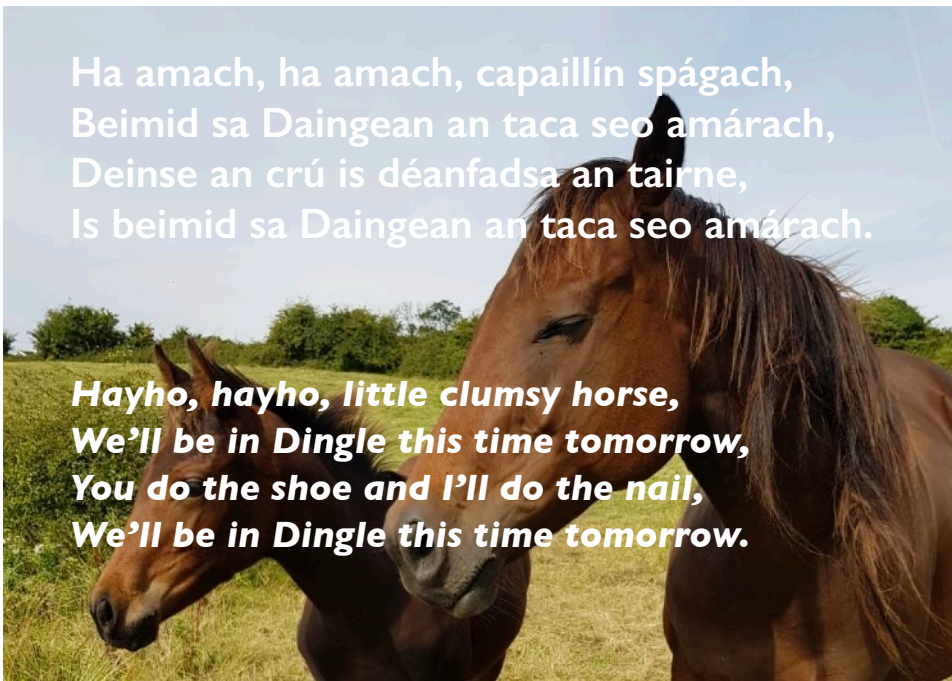 Ha amach, ha amach, capaillín spágach,
Beimid sa Daingean an taca seo amárach,
Deinse an crú is déanfadsa an tairne,
Is beimid sa Daingean an taca seo amárach.
Hayho, hayho, little clumsy horse,
We’ll be in Dingle this time tomorrow,
You do the shoe and I’ll do the nail,
We’ll be in Dingle this time tomorrow.